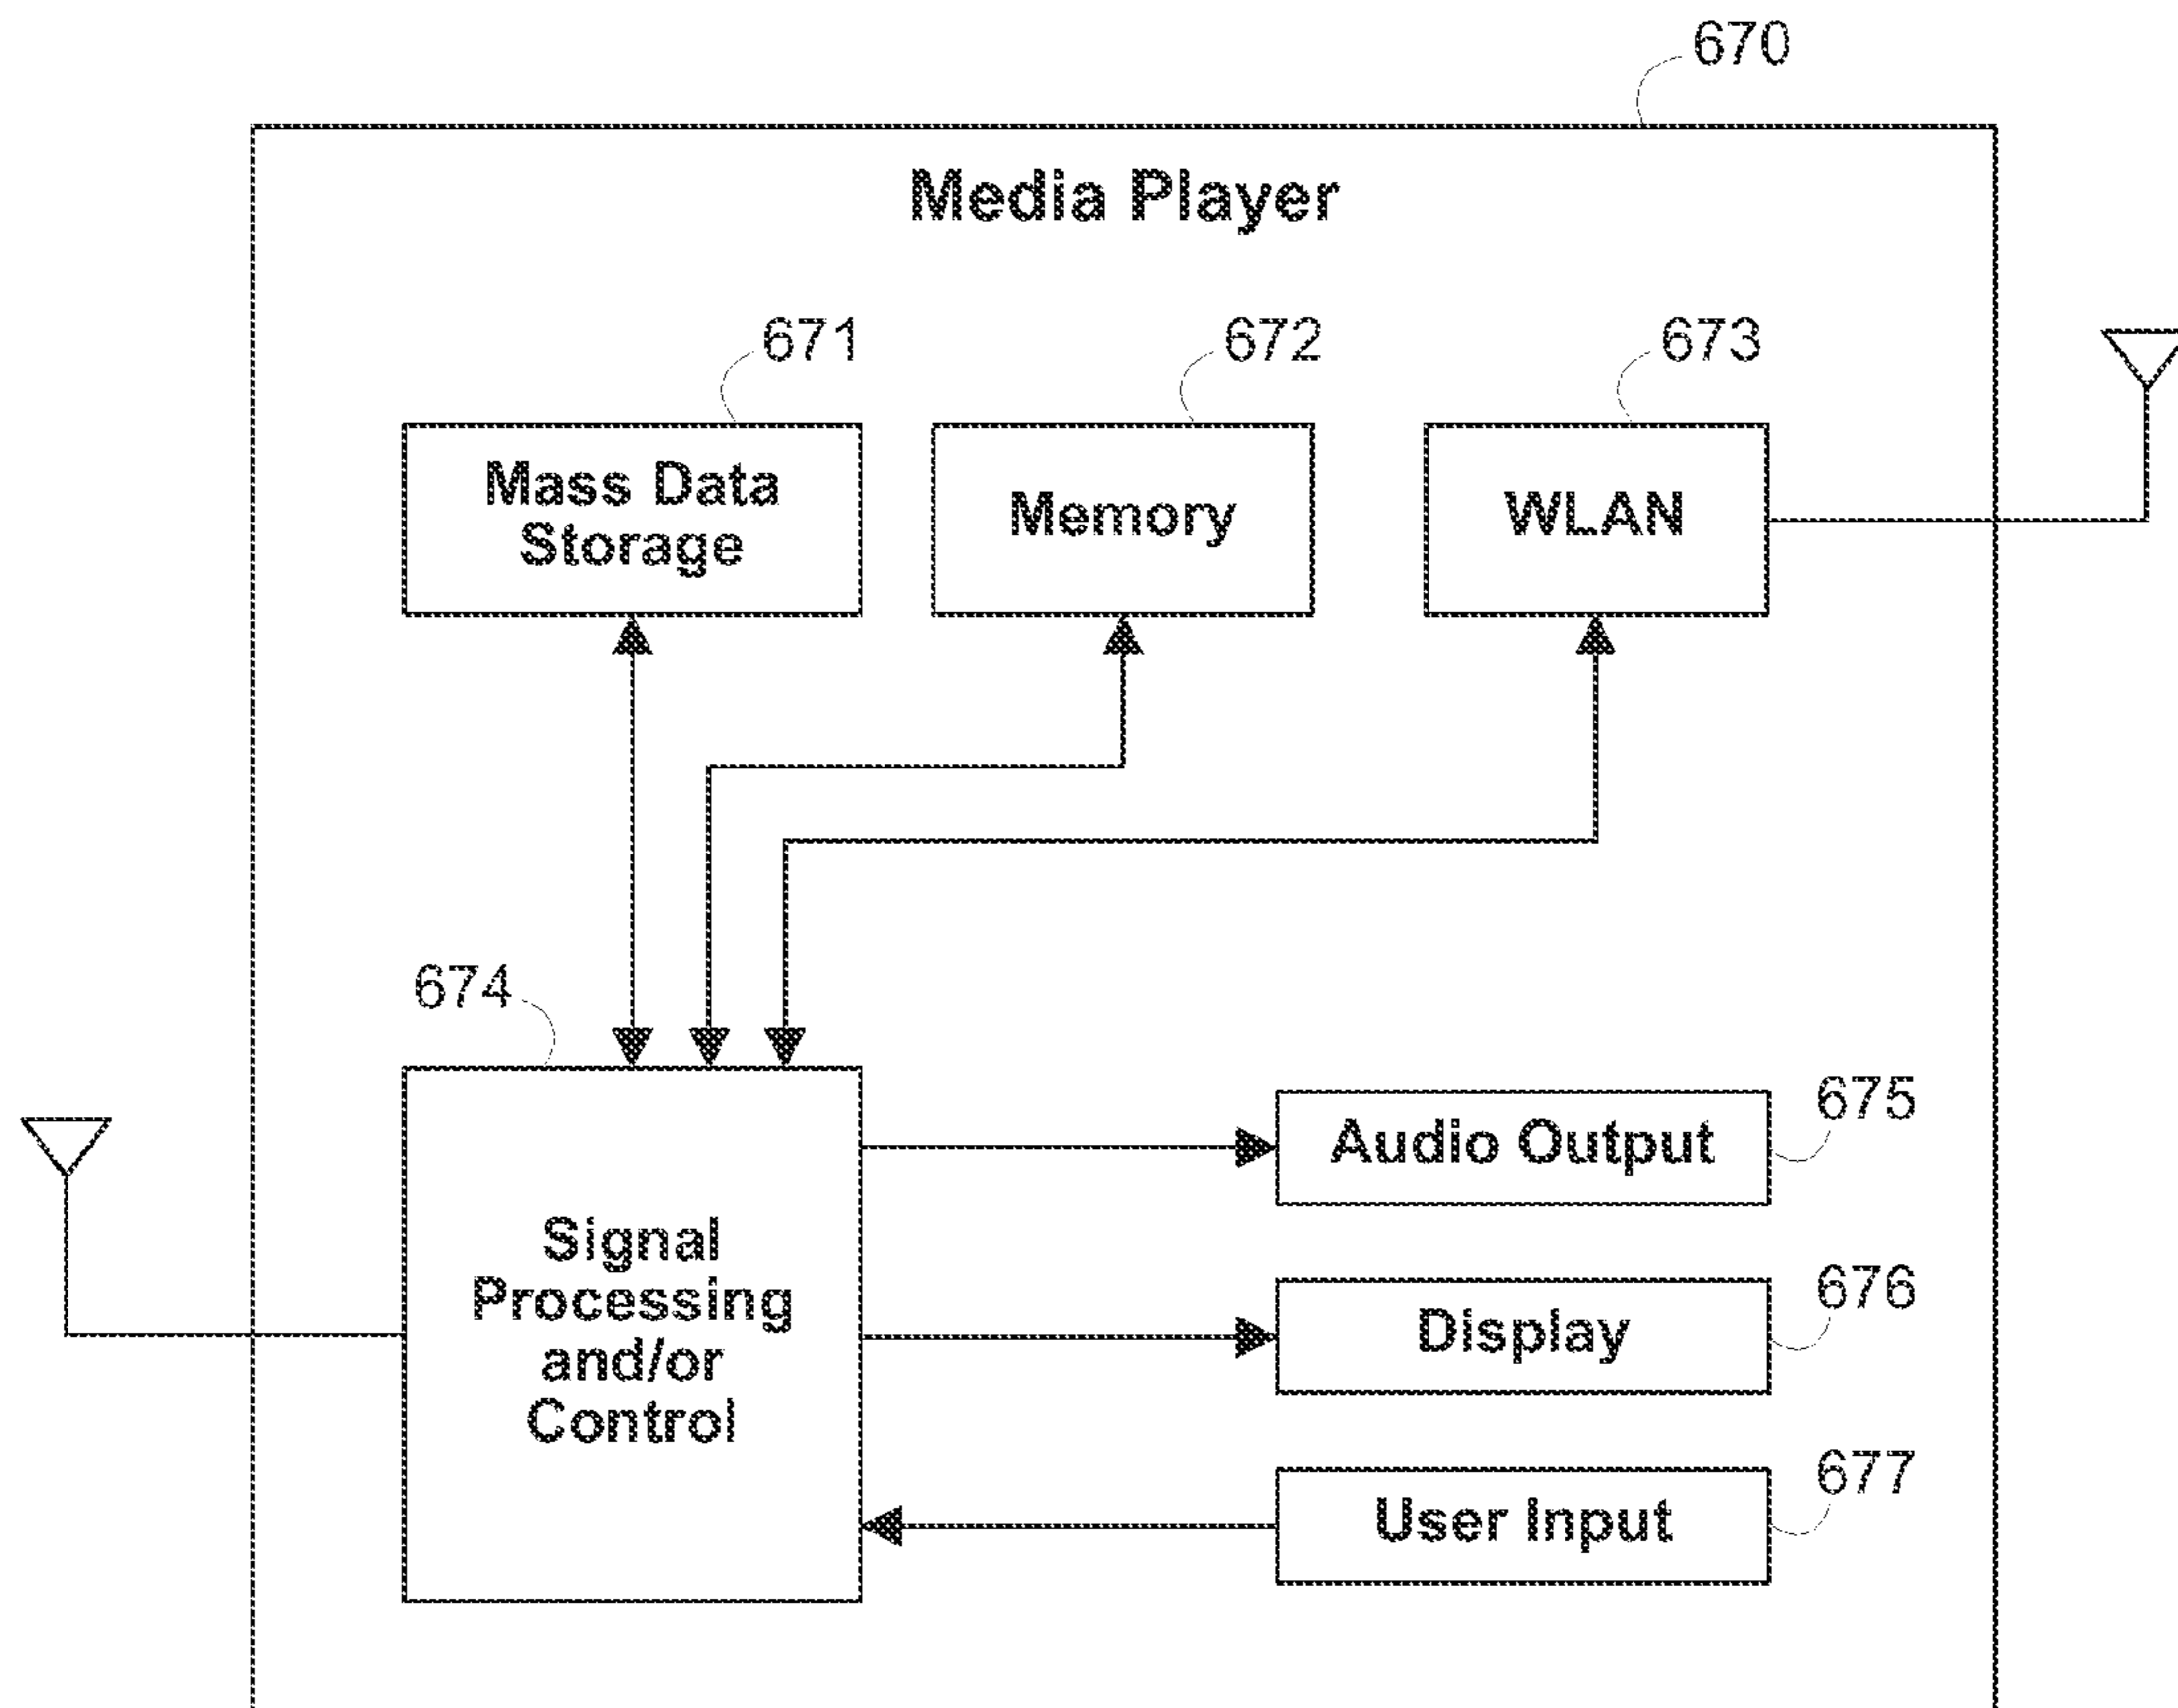 670
Media Player
671
672
673
Mass Data
Storage
Memory
WLAN
674
Signal
Processing
and/or
Control
Audio Output
675
Display
676
User Input
677